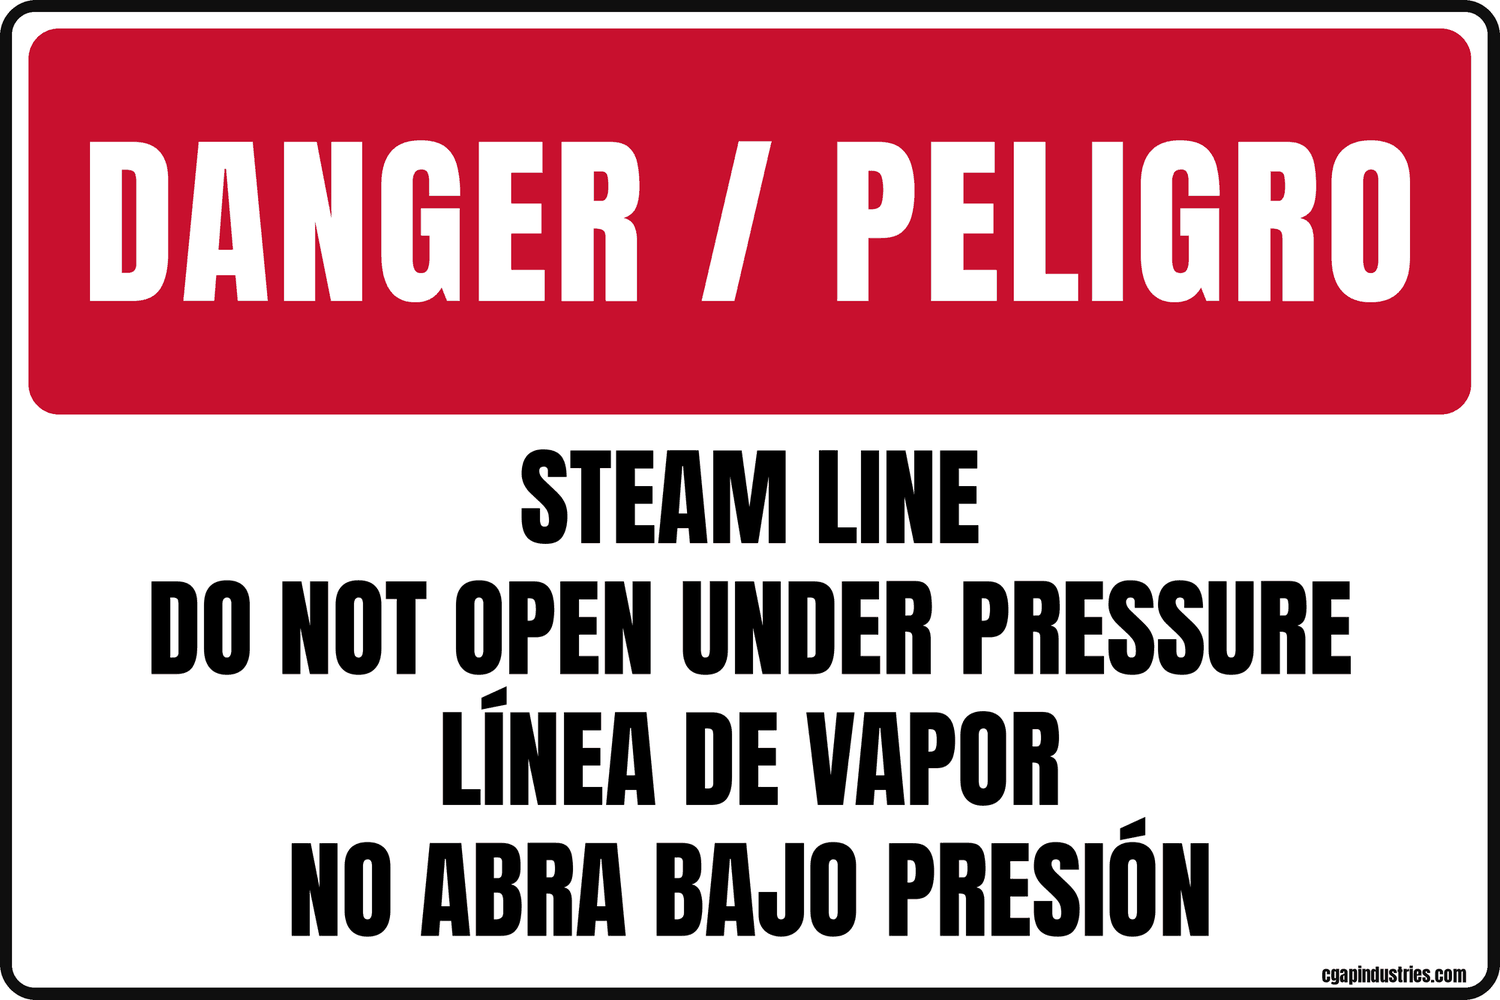 DANGER / PELIGRO
STEAM LINE
DO NOT OPEN UNDER PRESSURE
LÍNEA DE VAPOR
NO ABRA BAJO PRESIÓN
cgapindustries.com